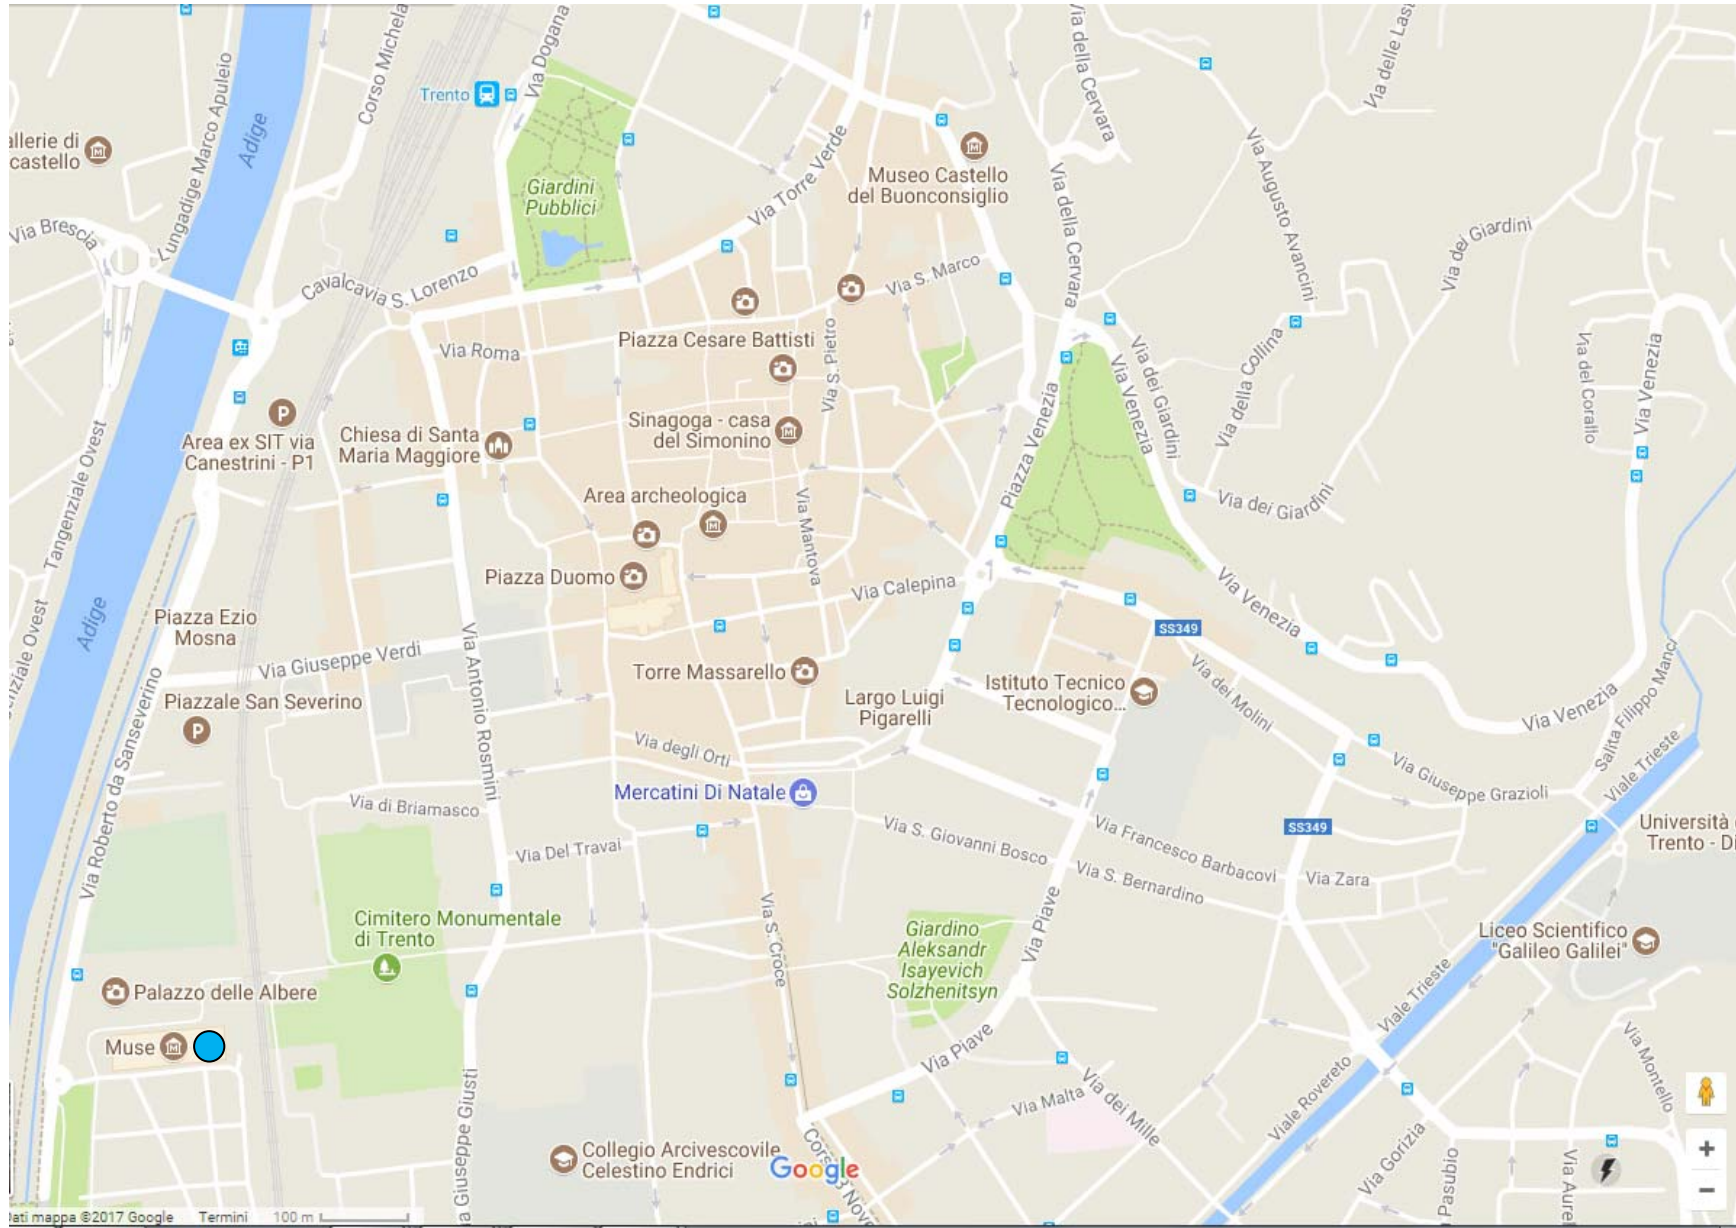 Via Dogana
Corso Michela
Via della Cervara
Via delle Last
Trento
Lungadige Marco Apuleio
Adige
allerie di
castello
Via Torre Verde
Museo Castello
del Buonconsiglio
Giardini
Pubblici
Via della Cervara
Via Augusto Avancini
Via dei Giardini
Via Brescia
Cavalcavia S. Lorenzo
Via S. Marco
Via Roma
Piazza Cesare Battisti
Via S. Pietro
Via dei Giardini
Via Venezia
Via della Collina
Via del Corallo
Via Venezia
P
Area ex SIT via
Canestrini - P1
Chiesa di Santa
Maria Maggiore
Sinagoga - casa
del Simonino
Piazza Venezia
Tangenziale Ovest
Area archeologica
Via Mantova
Via dei Giardini
Piazza Duomo
Via Calepina
Via Venezia
Adige
Piazza Ezio
Mosna
SS349
nziale Ovest
Via Giuseppe Verdi
Via Antonio Rosmini
Torre Massarello
Istituto Tecnico
Tecnologico...
Via dei Molini
Largo Luigi
Pigarelli
Piazzale San Severino
P
Via Venezia
Salita Filippo Manci
Via degli Orti
Via Roberto da Sanseverino
Mercatini Di Natale
Via Giuseppe Grazioli
Viale Trieste
Via di Briamasco
Via Del Travai
Via S. Giovanni Bosco
Via Francesco Barbacovi
SS349
Università
Trento - Di
Via S. Bernardino
Via Zara
Via S. Croce
Via Piave
Cimitero Monumentale
di Trento
Giardino
Aleksandr
Isayevich
Solzhenitsyn
Liceo Scientifico
"Galileo Galilei"
Palazzo delle Albere
Viale Trieste
Muse
Via Piave
Via Malta
Via dei Mille
Viale Rovereto
Via Montello
a Giuseppe Giusti
Collegio Arcivescovile
Celestino Endrici
Google
Corso 3 Nove
Via Gorizia
Pasubio
Via Aurel
Dati mappa ©2017 Google
Termini
100 m
+
−